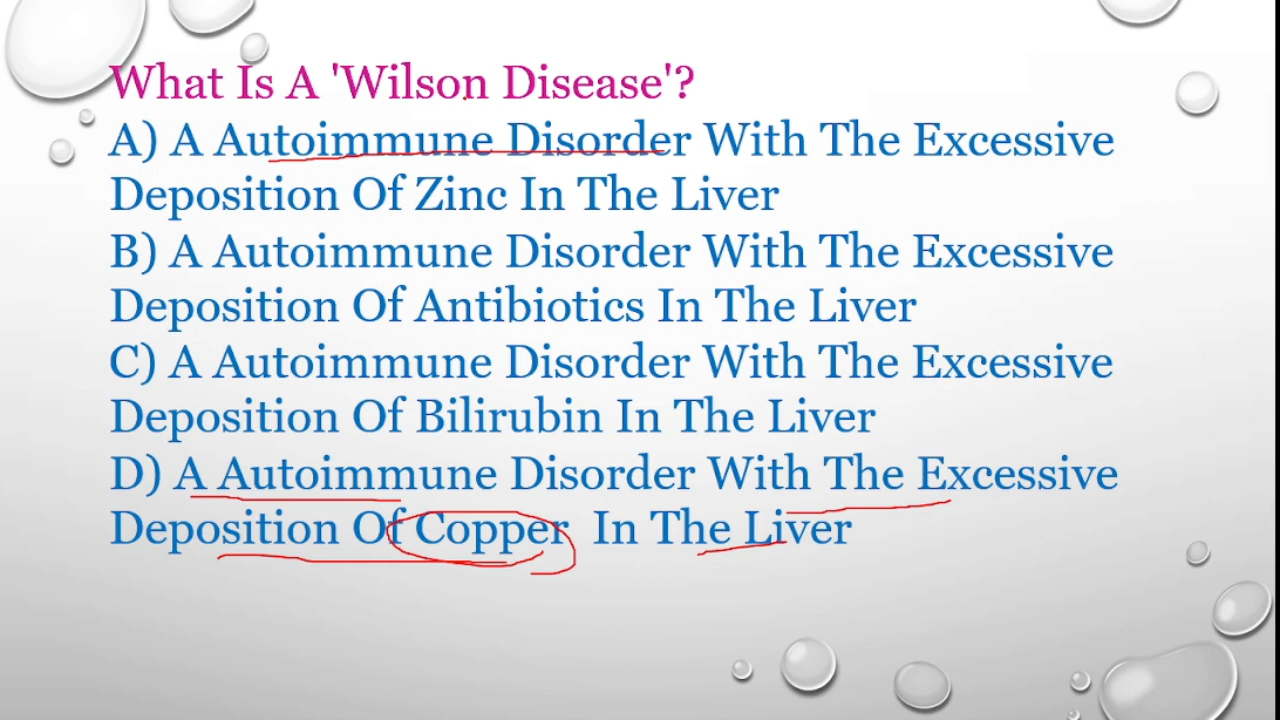 What Is A 'Wilson Disease'?
A) A Autoimmune Disorder With The Excessive
Deposition Of Zinc In The Liver
B) A Autoimmune Disorder With The Excessive
Deposition Of Antibiotics In The Liver
C) A Autoimmune Disorder With The Excessive
Deposition Of Bilirubin In The Liver
D) A Autoimmune Disorder With The Excessive
Deposition Of Copper In The Liver